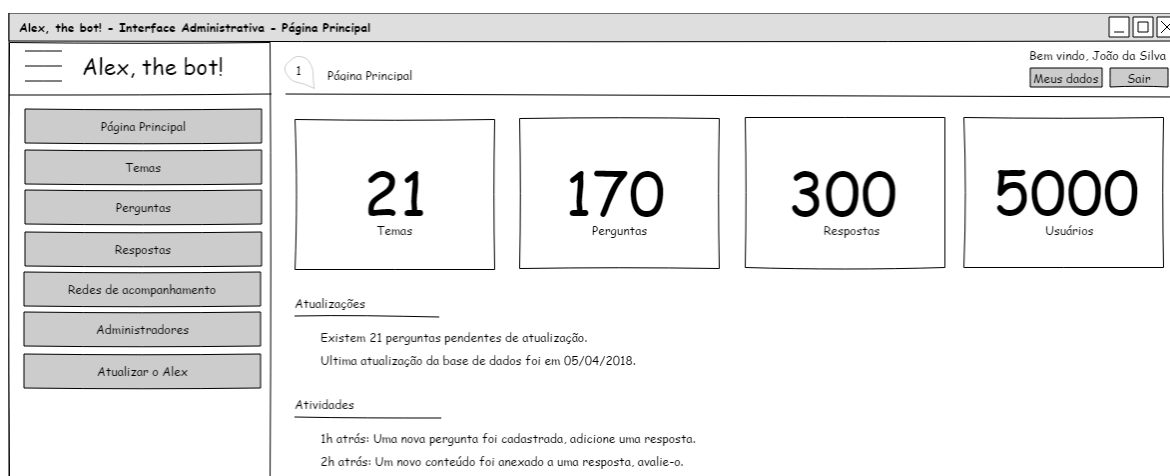 Alex, the bot! - Interface Administrativa - Página Principal
Alex, the bot!
Página Principal
Temas
Perguntas
Respostas
Redes de acompanhamento
Administradores
Atualizar o Alex
1
Página Principal
Bem vindo, João da Silva
Meus dados
Sair
21
Temas
170
Perguntas
300
Respostas
5000
Usuários
Atualizações
Existem 21 perguntas pendentes de atualização.
Ultima atualização da base de dados foi em 05/04/2018.
Atividades
1h atrás: Uma nova pergunta foi cadastrada, adicione uma resposta.
2h atrás: Um novo conteúdo foi anexado a uma resposta, avalie-o.